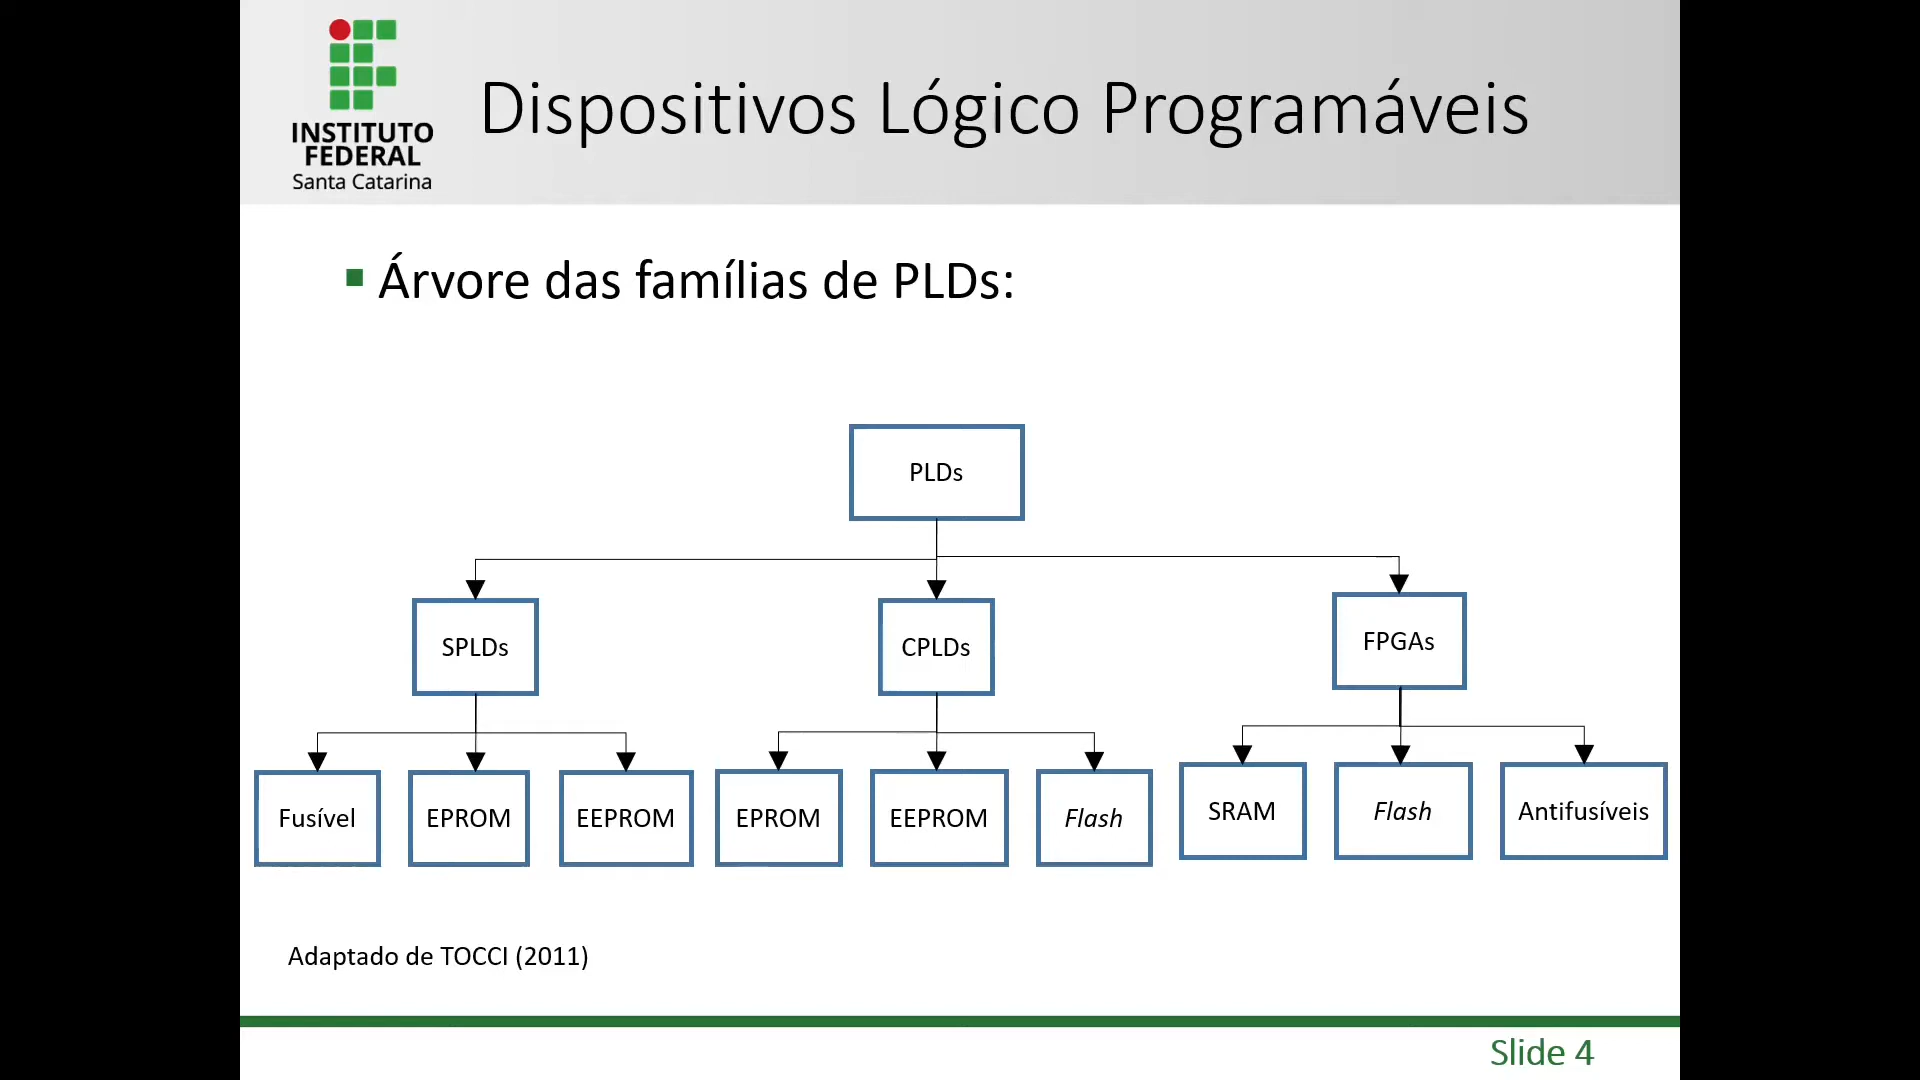 INSTITUTO
FEDERAL
Santa Catarina
Dispositivos Lógico Programáveis
Árvore das famílias de PLDs:
PLDs
SPLDs
CPLDs
FPGAs
Fusível
EPROM
EEPROM
EPROM
EEPROM
Flash
SRAM
Flash
Antifusíveis
Adaptado de TOCCI (2011)
Slide 4